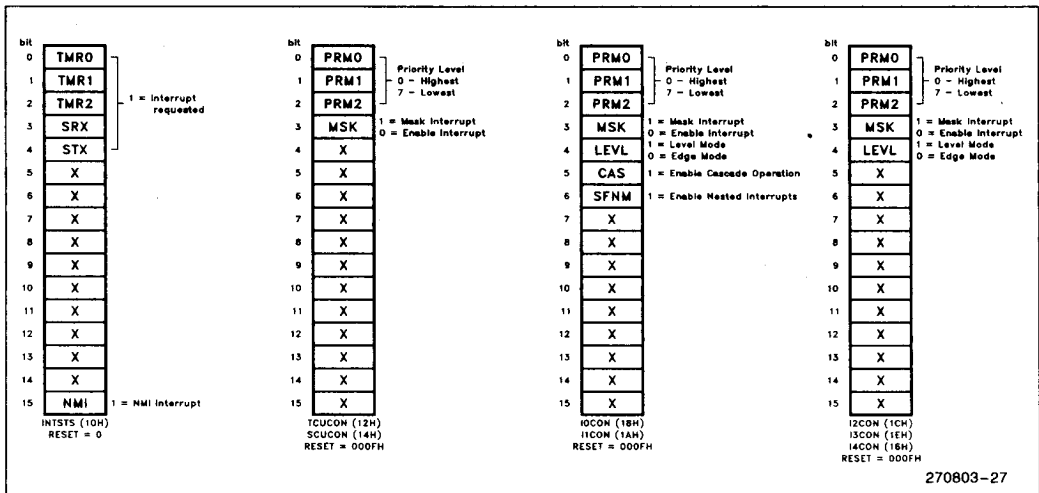 bit
0 TMR0
1 TMR1
2 TMR2
3 SRX
4 STX
5 X
6 X
7 X
8 X
9 X
10 X
11 X
12 X
13 X
14 X
15 NMI
1 = Interrupt
requested
1 = NMI Interrupt
INTSTS (10H)
RESET = 0
bit
0 PRM0
1 PRM1
2 PRM2
3 MSK
4 X
5 X
6 X
7 X
8 X
9 X
10 X
11 X
12 X
13 X
14 X
15 X
Priority Level
0 - Highest
7 - Lowest
1 = Mask Interrupt
0 = Enable Interrupt
TCUCON (12H)
SCUCON (14H)
RESET = 000FH
bit
0 PRM0
1 PRM1
2 PRM2
3 MSK
4 LEVL
5 CAS
6 SFNM
7 X
8 X
9 X
10 X
11 X
12 X
13 X
14 X
15 X
Priority Level
0 - Highest
7 - Lowest
1 = Mask Interrupt
0 = Enable Interrupt
1 = Level Mode
0 = Edge Mode
1 = Enable Cascade Operation
1 = Enable Nested Interrupts
I0CON (18H)
I1CON (1AH)
RESET = 000FH
bit
0 PRM0
1 PRM1
2 PRM2
3 MSK
4 LEVL
5 X
6 X
7 X
8 X
9 X
10 X
11 X
12 X
13 X
14 X
15 X
Priority Level
0 - Highest
7 - Lowest
1 = Mask Interrupt
0 = Enable Interrupt
1 = Level Mode
0 = Edge Mode
I2CON (1CH)
I3CON (1EH)
I4CON (16H)
RESET = 000FH
270803-27